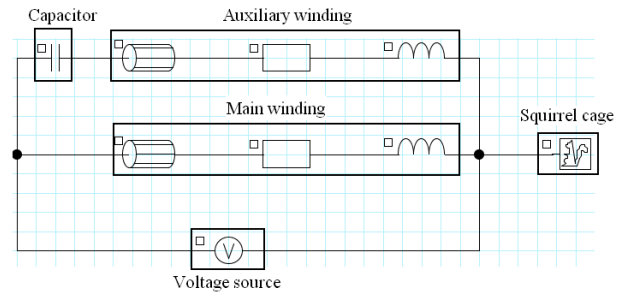 Capacitor
Auxiliary winding
Main winding
Squirrel cage
V
Voltage source